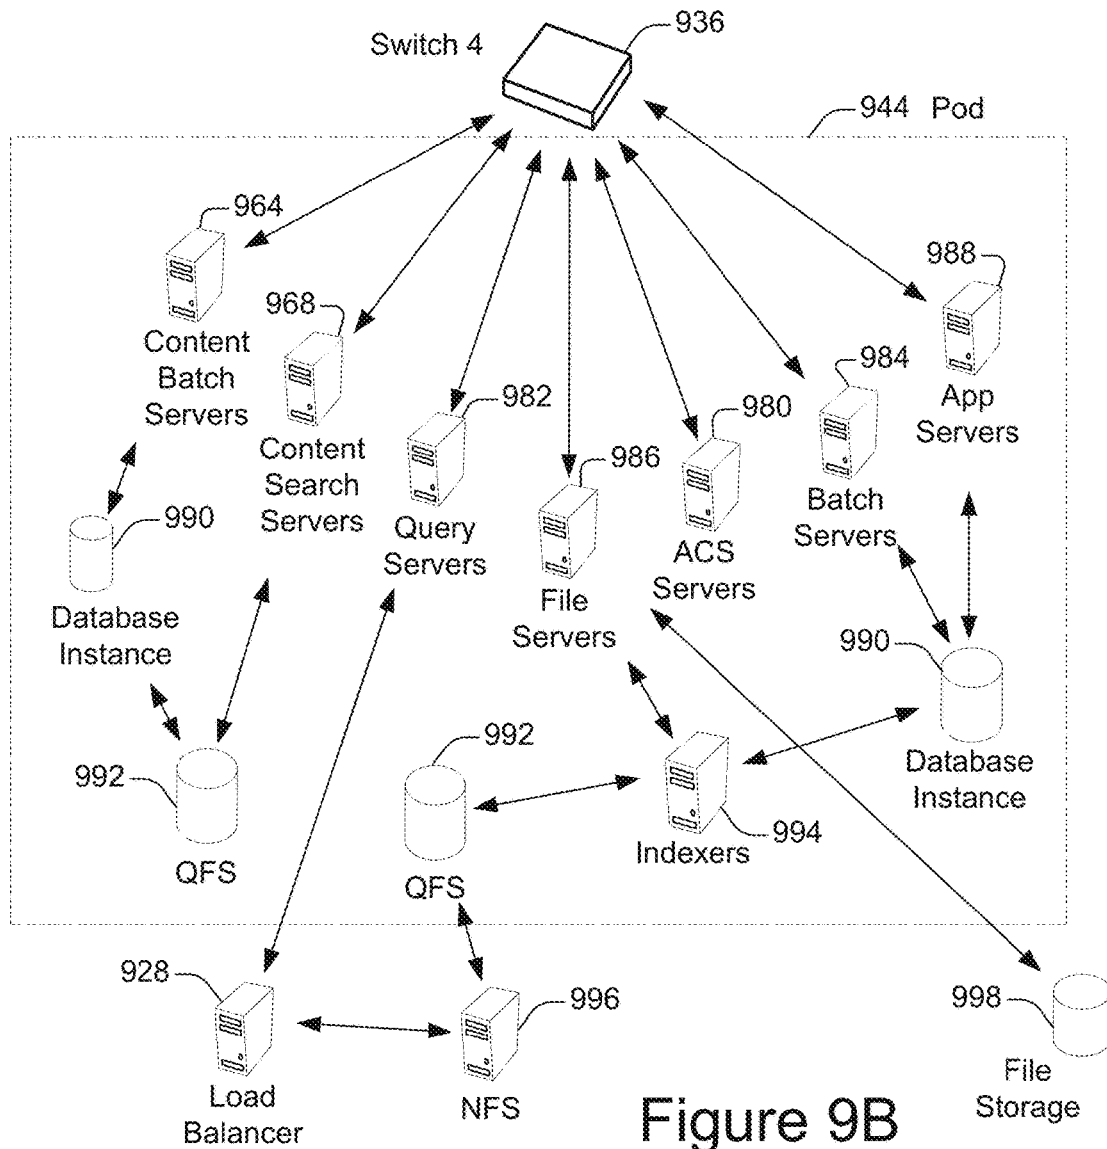 Switch 4
936
944 Pod
964
Content
Batch
Servers
968
Content
Search
Servers
982
Query
Servers
986
File
Servers
980
ACS
Servers
984
Batch
Servers
988
App
Servers
990
Database
Instance
990
Database
Instance
992
QFS
992
QFS
994
Indexers
928
Load
Balancer
996
NFS
998
File
Storage
Figure 9B